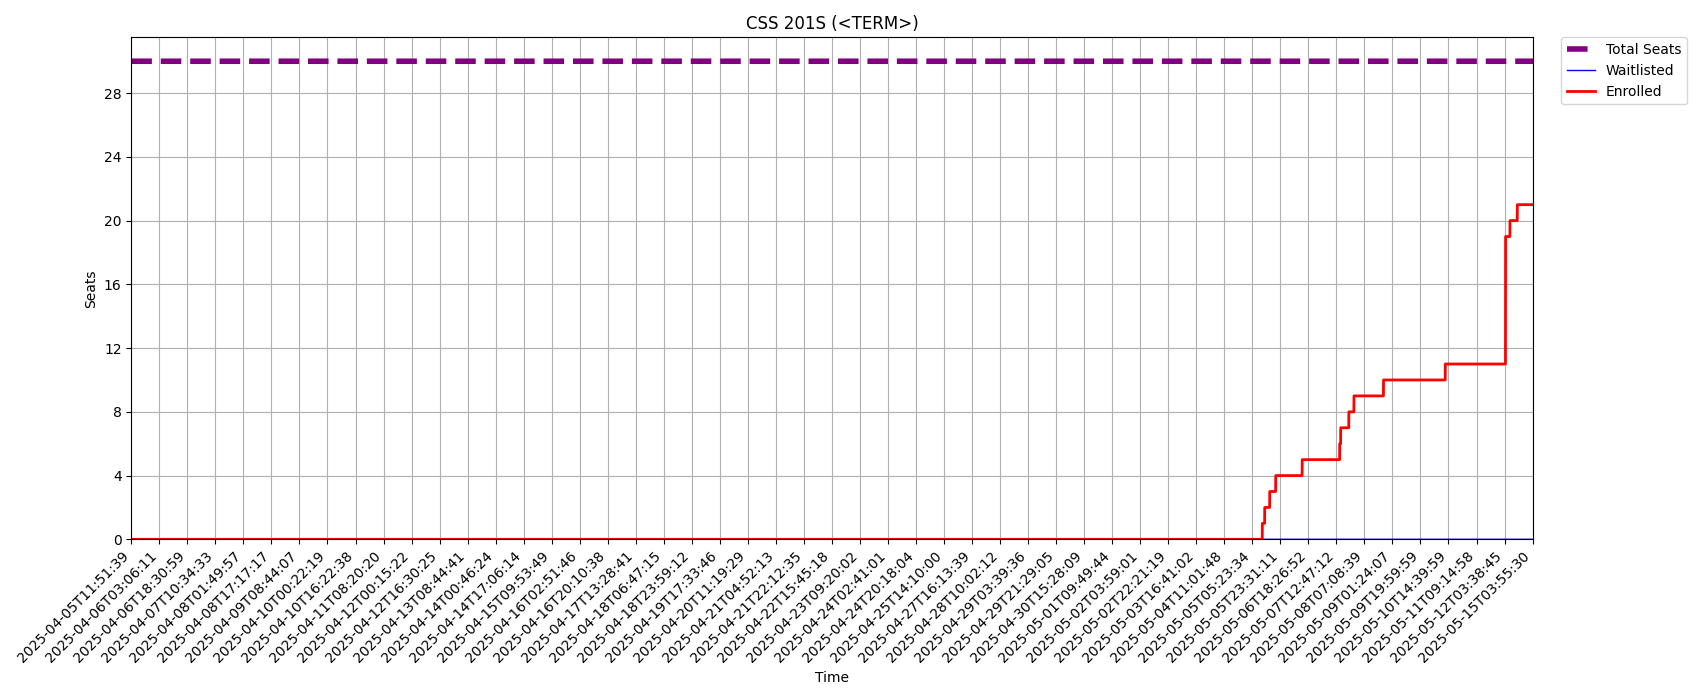 CSS 201S (<TERM>)
Total Seats
Waitlisted
Enrolled
Seats
28
24
20
16
12
8
4
0
2025-04-05T11:51:39
2025-04-06T03:06:11
2025-04-06T18:30:59
2025-04-07T10:34:33
2025-04-08T01:49:57
2025-04-08T17:17:17
2025-04-09T08:44:07
2025-04-10T00:22:19
2025-04-10T16:22:38
2025-04-11T08:20:20
2025-04-12T00:15:22
2025-04-12T16:30:25
2025-04-13T08:44:41
2025-04-14T00:46:24
2025-04-14T17:06:14
2025-04-15T09:53:49
2025-04-16T02:51:46
2025-04-16T20:10:38
2025-04-17T13:28:41
2025-04-18T06:47:15
2025-04-18T23:59:12
2025-04-19T17:33:46
2025-04-20T11:19:29
2025-04-21T04:52:13
2025-04-21T22:12:35
2025-04-22T15:45:18
2025-04-23T09:20:02
2025-04-24T02:41:01
2025-04-24T20:18:04
2025-04-25T14:10:00
2025-04-27T16:13:39
2025-04-28T10:02:12
2025-04-29T03:39:36
2025-04-29T21:29:05
2025-04-30T15:28:09
2025-05-01T09:49:44
2025-05-02T03:59:01
2025-05-02T22:21:19
2025-05-03T16:41:02
2025-05-04T11:01:48
2025-05-05T05:23:34
2025-05-05T23:31:11
2025-05-06T18:26:52
2025-05-07T12:47:12
2025-05-08T07:08:39
2025-05-09T01:24:07
2025-05-09T19:59:59
2025-05-10T14:39:59
2025-05-11T09:14:58
2025-05-12T03:38:45
2025-05-15T03:55:30
Time